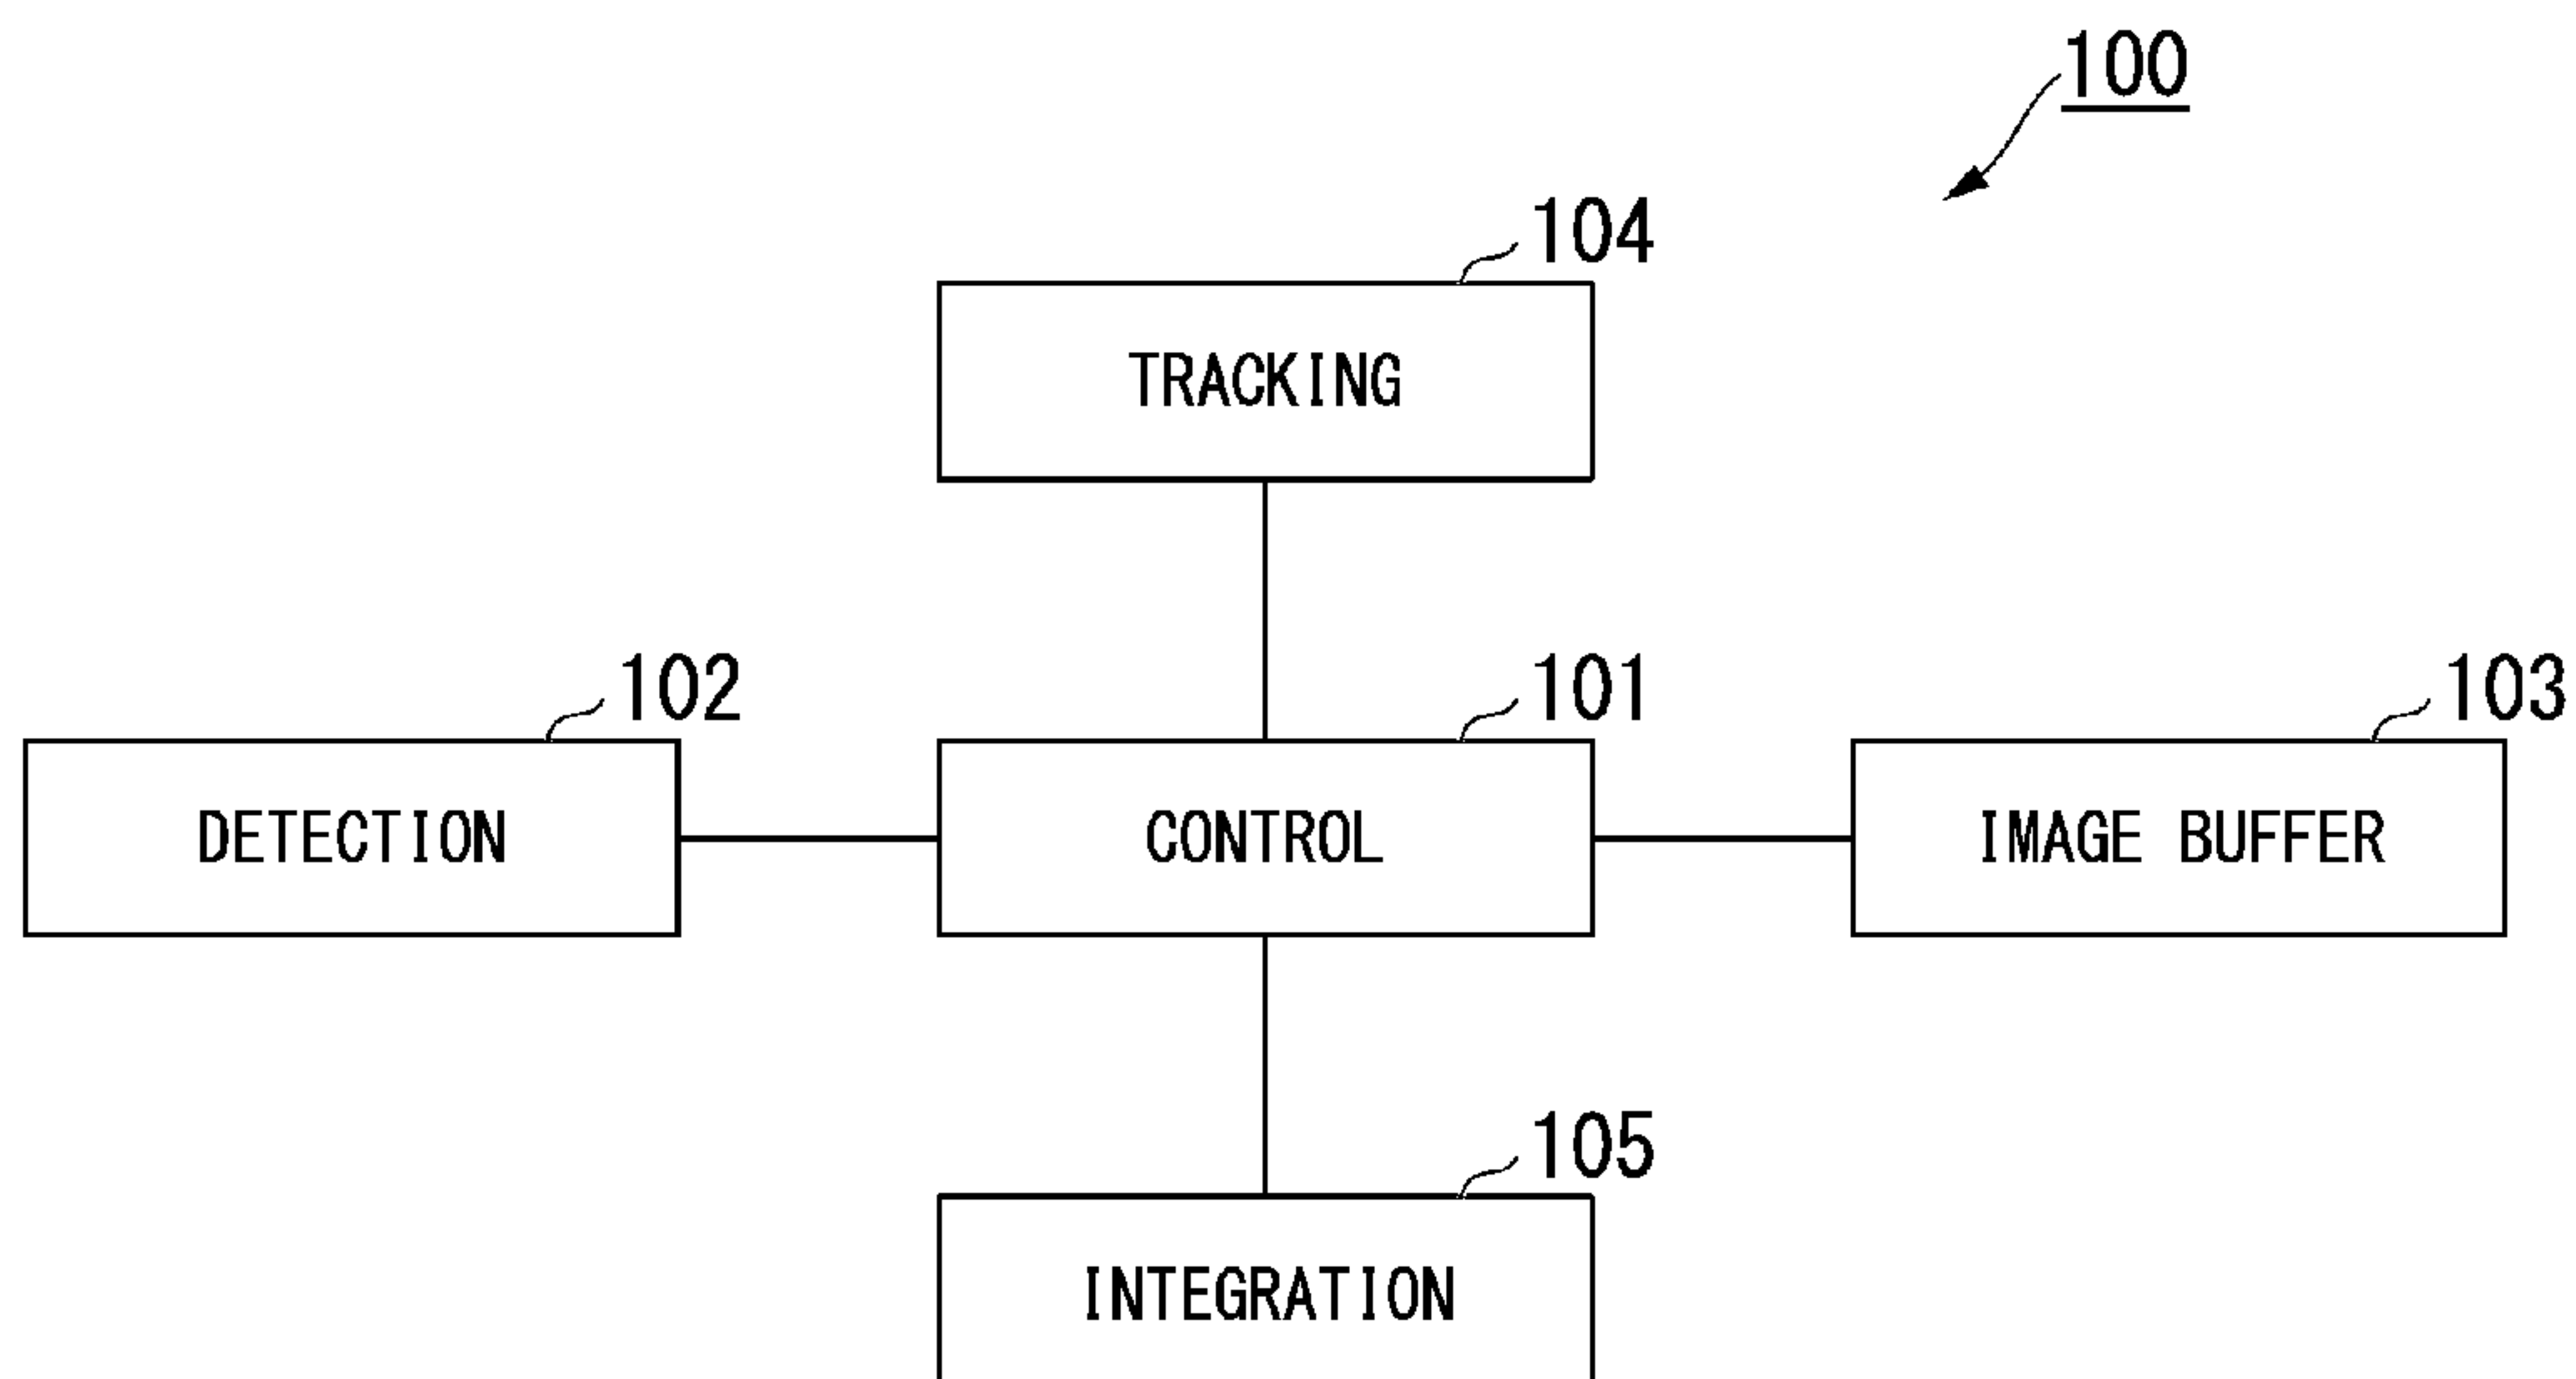 100
104
TRACKING
102
101
103
DETECTION
CONTROL
IMAGE BUFFER
105
INTEGRATION